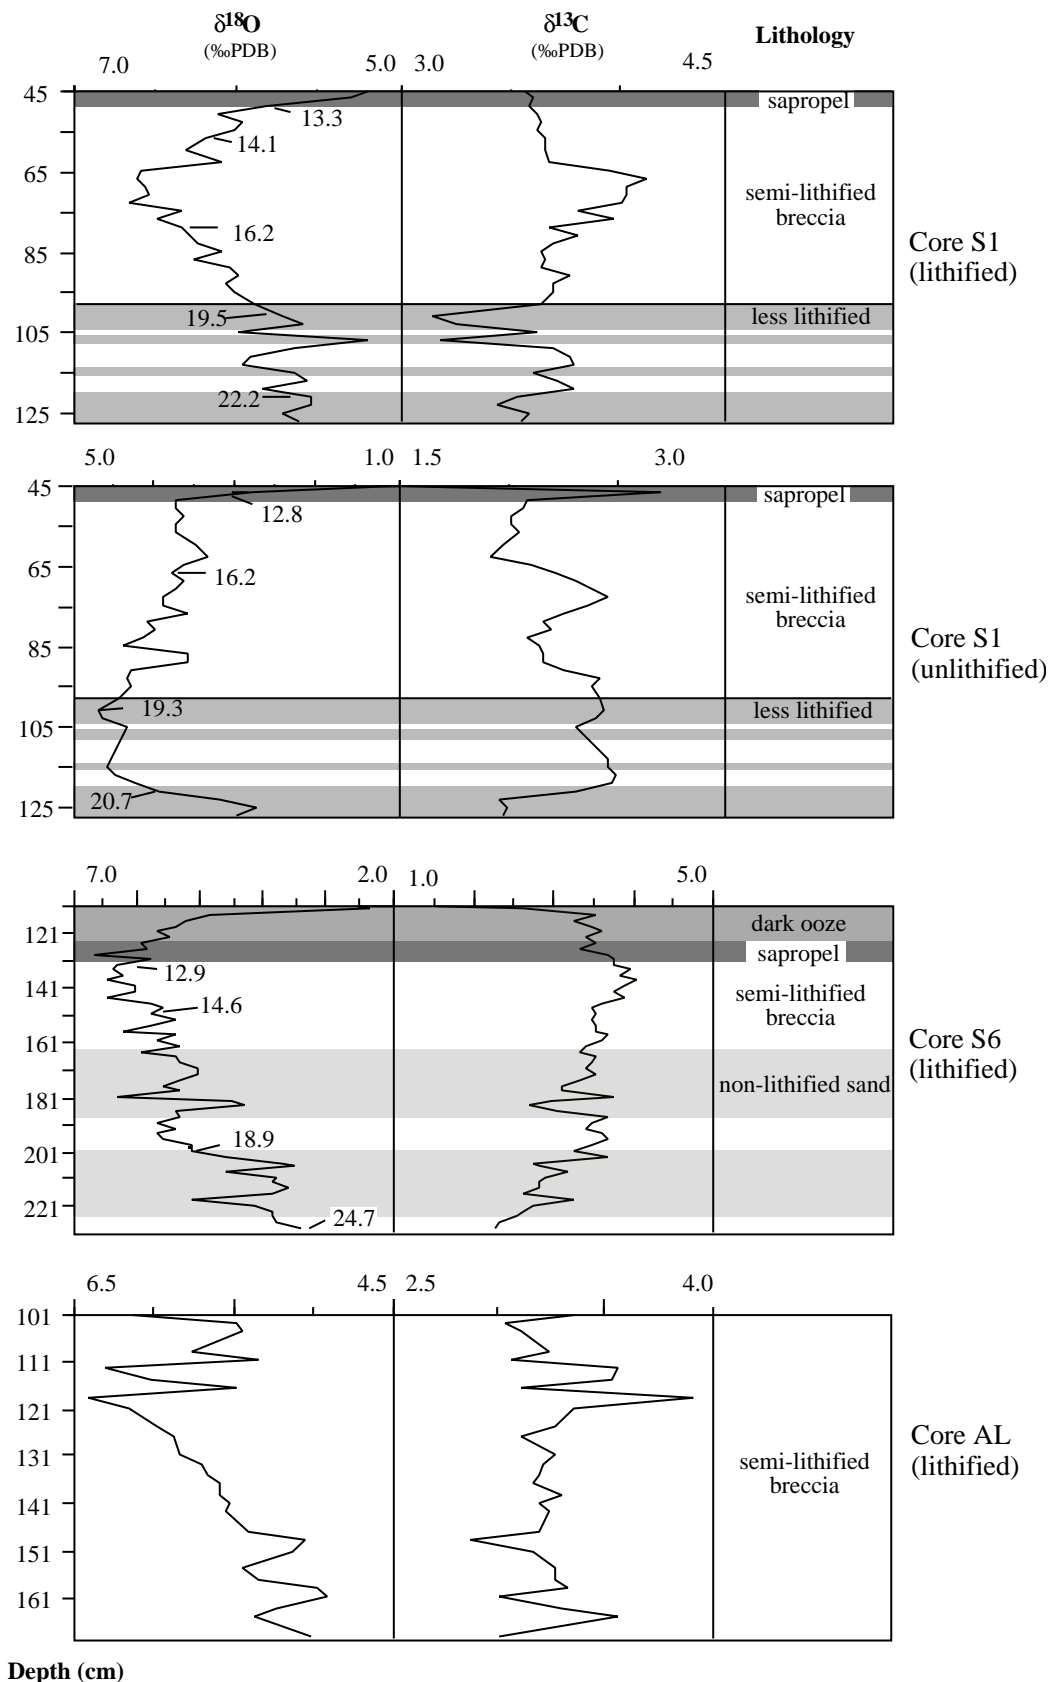 δ18O
(‰PDB)
δ13C
(‰PDB)
Lithology
7.0
5.0
3.0
4.5
45
65
85
105
125
13.3
14.1
16.2
19.5
22.2
sapropel
semi-lithified
breccia
less lithified
Core S1
(lithified)
5.0
1.0
1.5
3.0
45
65
85
105
125
12.8
16.2
19.3
20.7
sapropel
semi-lithified
breccia
less lithified
Core S1
(unlithified)
7.0
2.0
1.0
5.0
121
141
161
181
201
221
12.9
14.6
18.9
24.7
dark ooze
sapropel
semi-lithified
breccia
non-lithified sand
Core S6
(lithified)
6.5
4.5
2.5
4.0
101
111
121
131
141
151
161
semi-lithified
breccia
Core AL
(lithified)
Depth (cm)